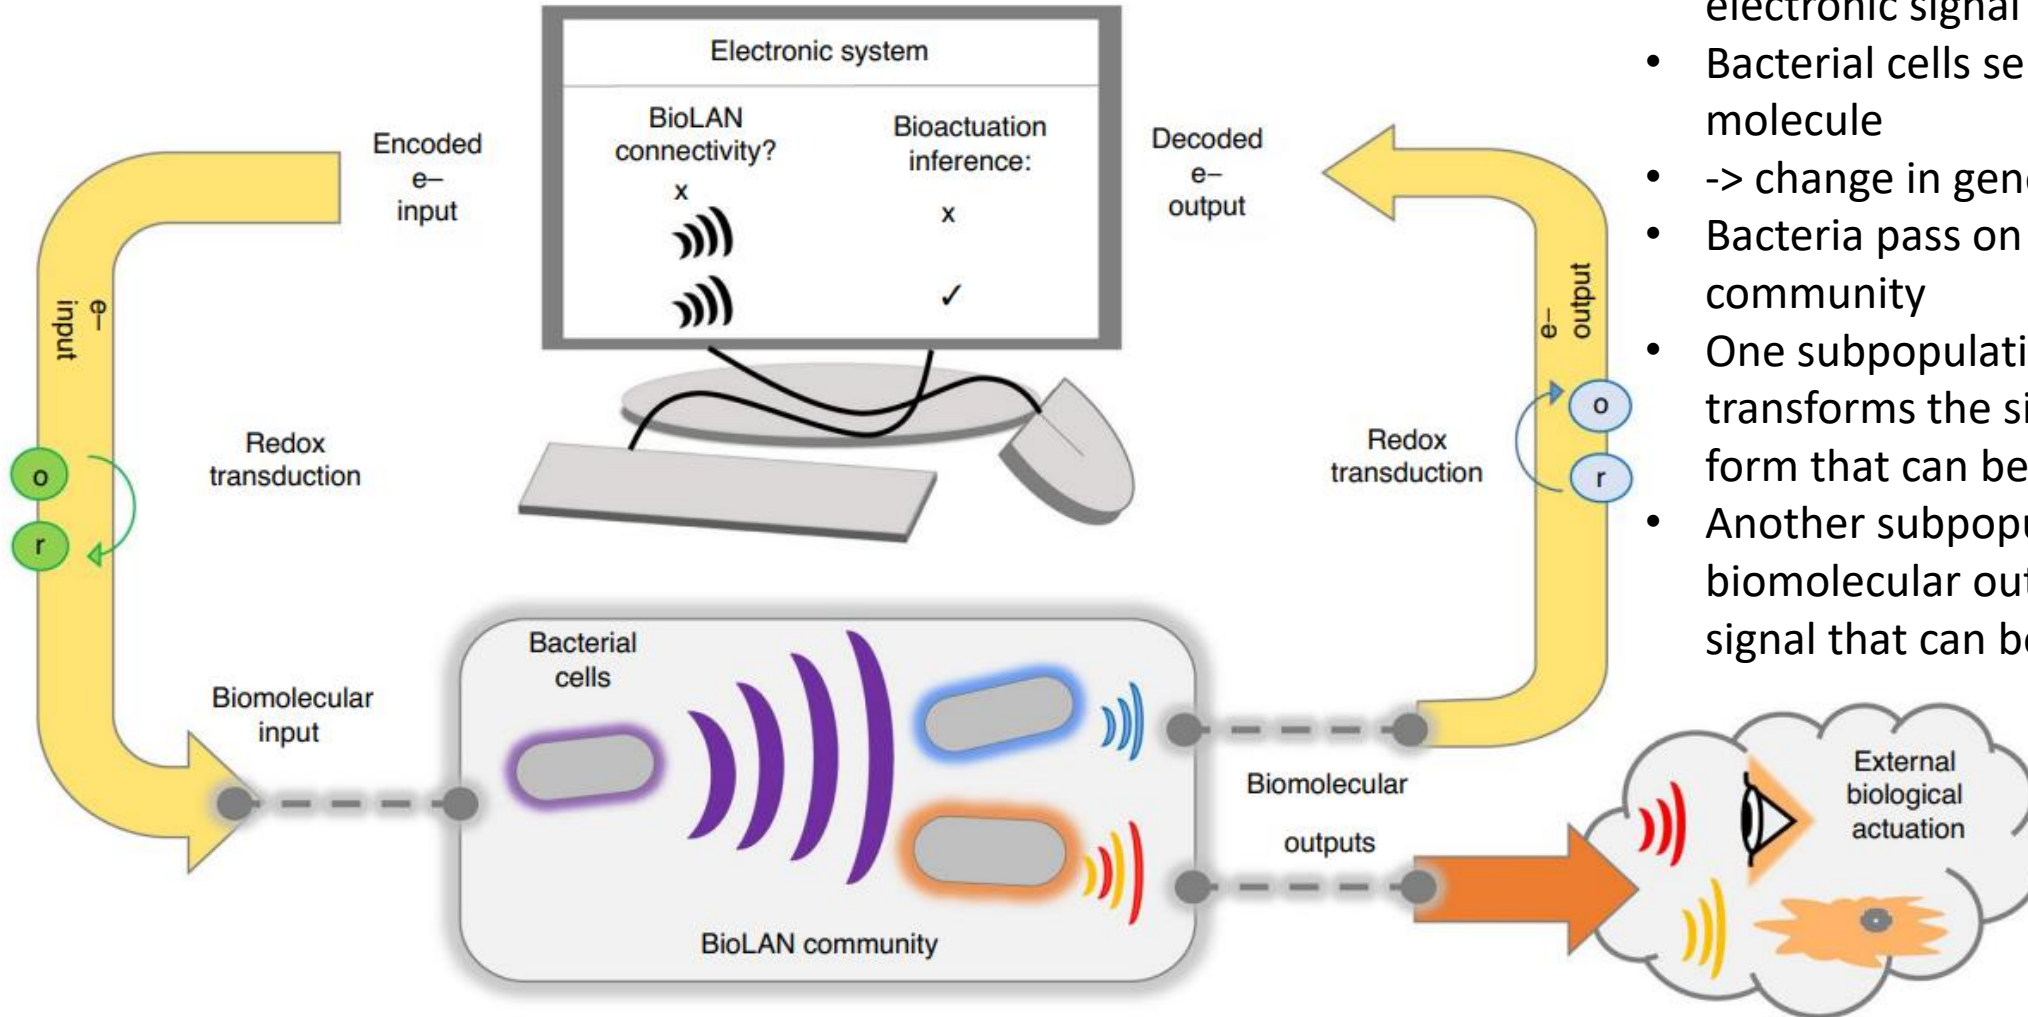 Electronic system
BioLAN
connectivity?
x
Bioactuation
inference:
x
✓
Encoded
e–
input
Decoded
e–
output
e–
input
e–
output
o
r
Redox
transduction
Redox
transduction
o
r
Biomolecular
input
Bacterial
cells
BioLAN community
Biomolecular
outputs
External
biological
actuation
electronic signal
• Bacterial cells se
molecule
• -> change in gen
• Bacteria pass on
community
• One subpopulati
transforms the si
form that can be
• Another subpopu
biomolecular out
signal that can be